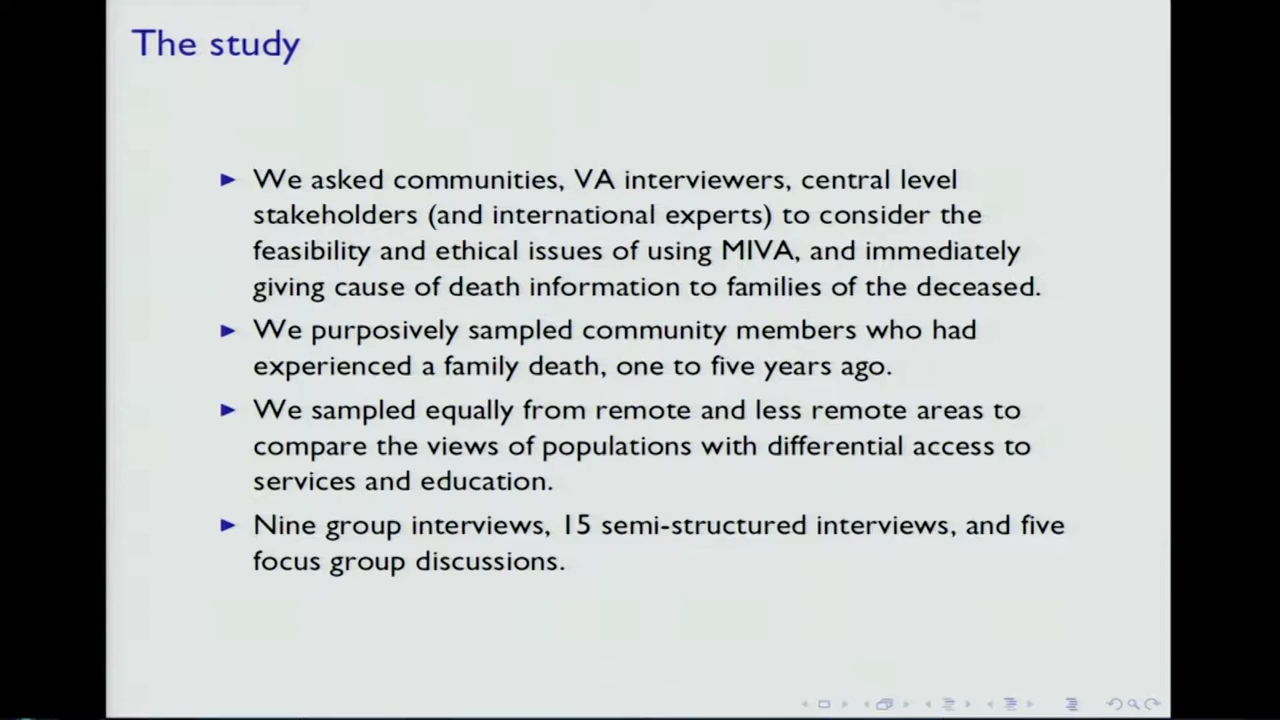 The study
We asked communities, VA interviewers, central level
stakeholders (and international experts) to consider the
feasibility and ethical issues of using MIVA, and immediately
giving cause of death information to families of the deceased.
We purposively sampled community members who had
experienced a family death, one to five years ago.
We sampled equally from remote and less remote areas to
compare the views of populations with differential access to
services and education.
Nine group interviews, 15 semi-structured interviews, and five
focus group discussions.